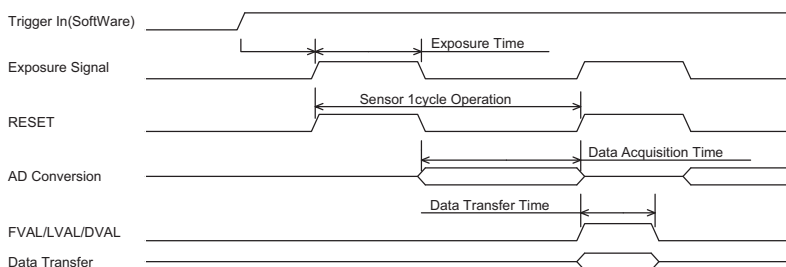 Trigger In(SoftWare)
Exposure Time
Exposure Signal
Sensor 1cycle Operation
RESET
Data Acquisition Time
AD Conversion
Data Transfer Time
FVAL/LVAL/DVAL
Data Transfer